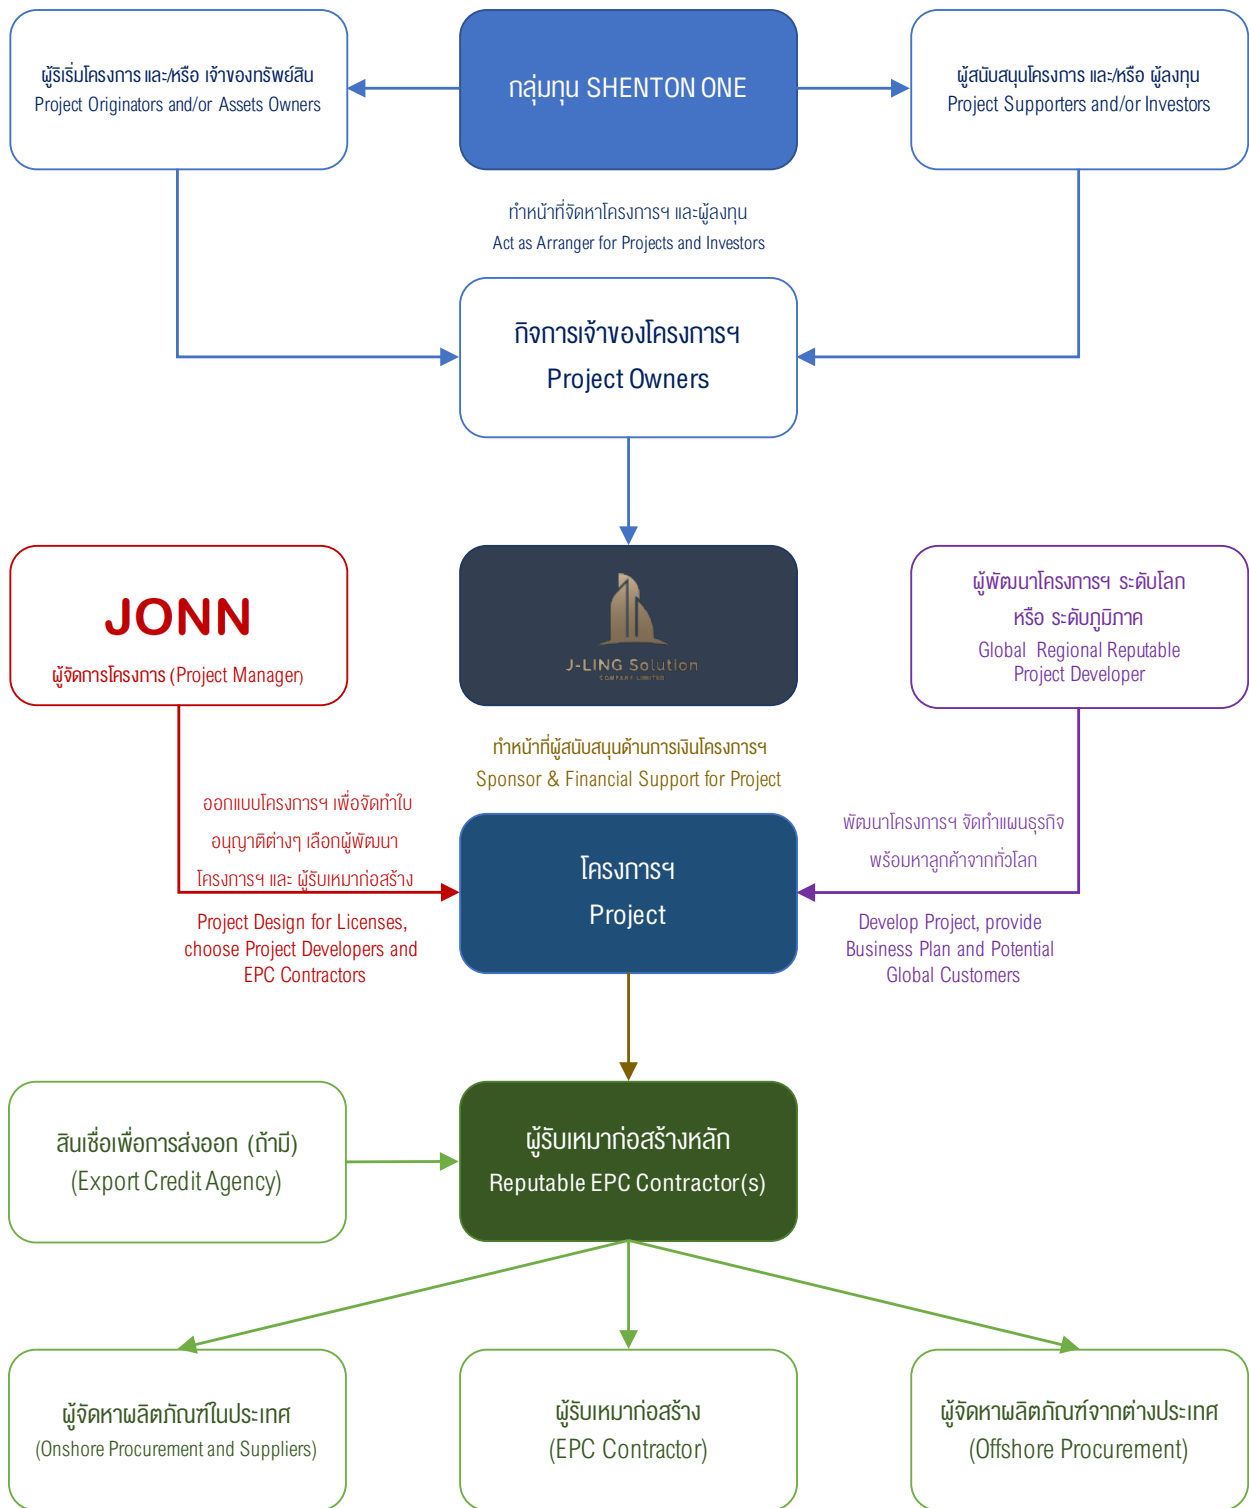 ผู้ริเริ่มโครงการ และ/หรือ เจ้าของทรัพย์สิน
Project Originators and/or Assets Owners
กลุ่มทุน SHENTON ONE
ผู้สนับสนุนโครงการ และ/หรือ ผู้ลงทุน
Project Supporters and/or Investors
ทำหน้าที่จัดหาโครงการฯ และผู้ลงทุน
Act as Arranger for Projects and Investors
กิจการเจ้าของโครงการฯ
Project Owners
JONN
ผู้จัดการโครงการ (Project Manager)
J-LING Solution
COMPANY LIMITED
ผู้พัฒนาโครงการฯ ระดับโลก
หรือ ระดับภูมิภาค
Global Regional Reputable
Project Developer
ทำหน้าที่ผู้สนับสนุนด้านการเงินโครงการฯ
Sponsor & Financial Support for Project
ออกแบบโครงการฯ เพื่อจัดทำใบ
อนุญาติต่างๆ เลือกผู้พัฒนา
โครงการฯ และ ผู้รับเหมาก่อสร้าง
Project Design for Licenses,
choose Project Developers and
EPC Contractors
โครงการฯ
Project
พัฒนาโครงการฯ จัดทำแผนธุรกิจ
พร้อมหาลูกค้าจากทั่วโลก
Develop Project, provide
Business Plan and Potential
Global Customers
สินเชื่อเพื่อการส่งออก (ถ้ามี)
(Export Credit Agency)
ผู้รับเหมาก่อสร้างหลัก
Reputable EPC Contractor(s)
ผู้จัดหาผลิตภัณฑ์ในประเทศ
(Onshore Procurement and Suppliers)
ผู้รับเหมาก่อสร้าง
(EPC Contractor)
ผู้จัดหาผลิตภัณฑ์จากต่างประเทศ
(Offshore Procurement)